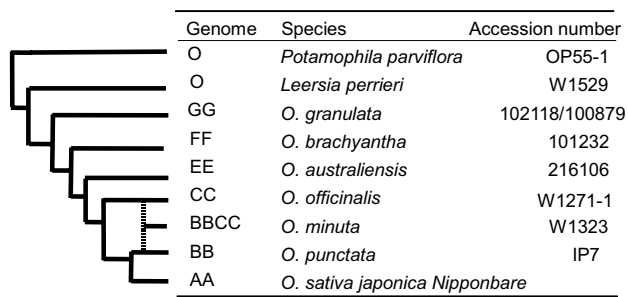 Genome Species Accession number
O Potamophila parviflora OP55-1
O Leersia perrieri W1529
GG O. granulata 102118/100879
FF O. brachyantha 101232
EE O. australiensis 216106
CC O. officinalis W1271-1
BBCC O. minuta W1323
BB O. punctata IP7
AA O. sativa japonica Nipponbare